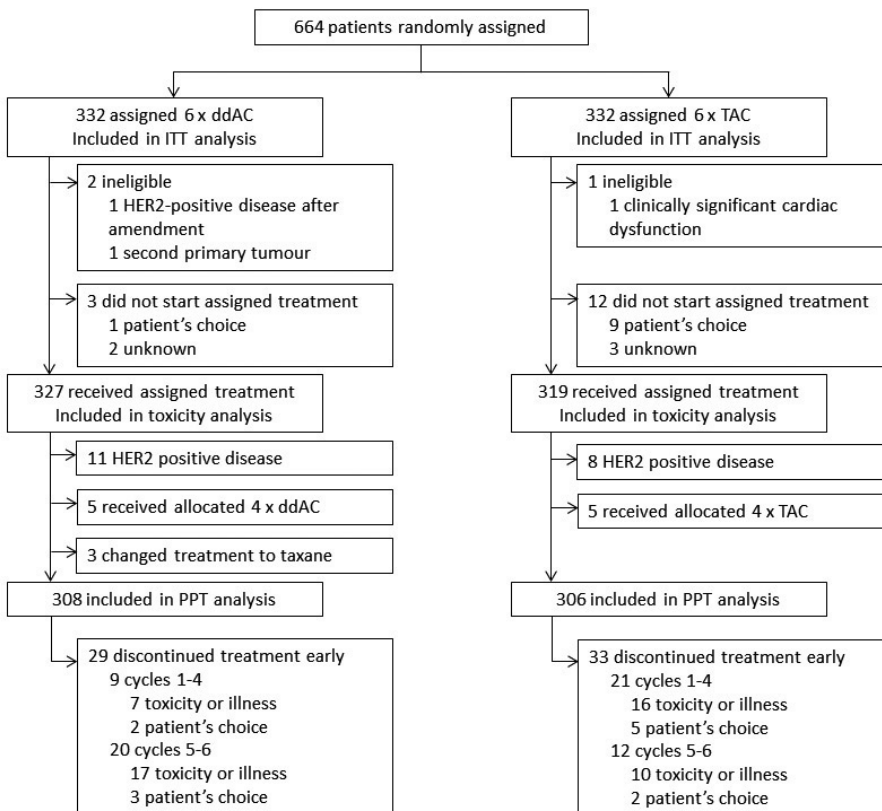 664 patients randomly assigned
332 assigned 6 x ddAC
Included in ITT analysis
2 ineligible
1 HER2-positive disease after
amendment
1 second primary tumour
3 did not start assigned treatment
1 patient's choice
2 unknown
327 received assigned treatment
Included in toxicity analysis
11 HER2 positive disease
5 received allocated 4 x ddAC
3 changed treatment to taxane
308 included in PPT analysis
29 discontinued treatment early
9 cycles 1-4
7 toxicity or illness
2 patient's choice
20 cycles 5-6
17 toxicity or illness
3 patient's choice
332 assigned 6 x TAC
Included in ITT analysis
1 ineligible
1 clinically significant cardiac
dysfunction
12 did not start assigned treatment
9 patient's choice
3 unknown
319 received assigned treatment
Included in toxicity analysis
8 HER2 positive disease
5 received allocated 4 x TAC
306 included in PPT analysis
33 discontinued treatment early
21 cycles 1-4
16 toxicity or illness
5 patient's choice
12 cycles 5-6
10 toxicity or illness
2 patient's choice